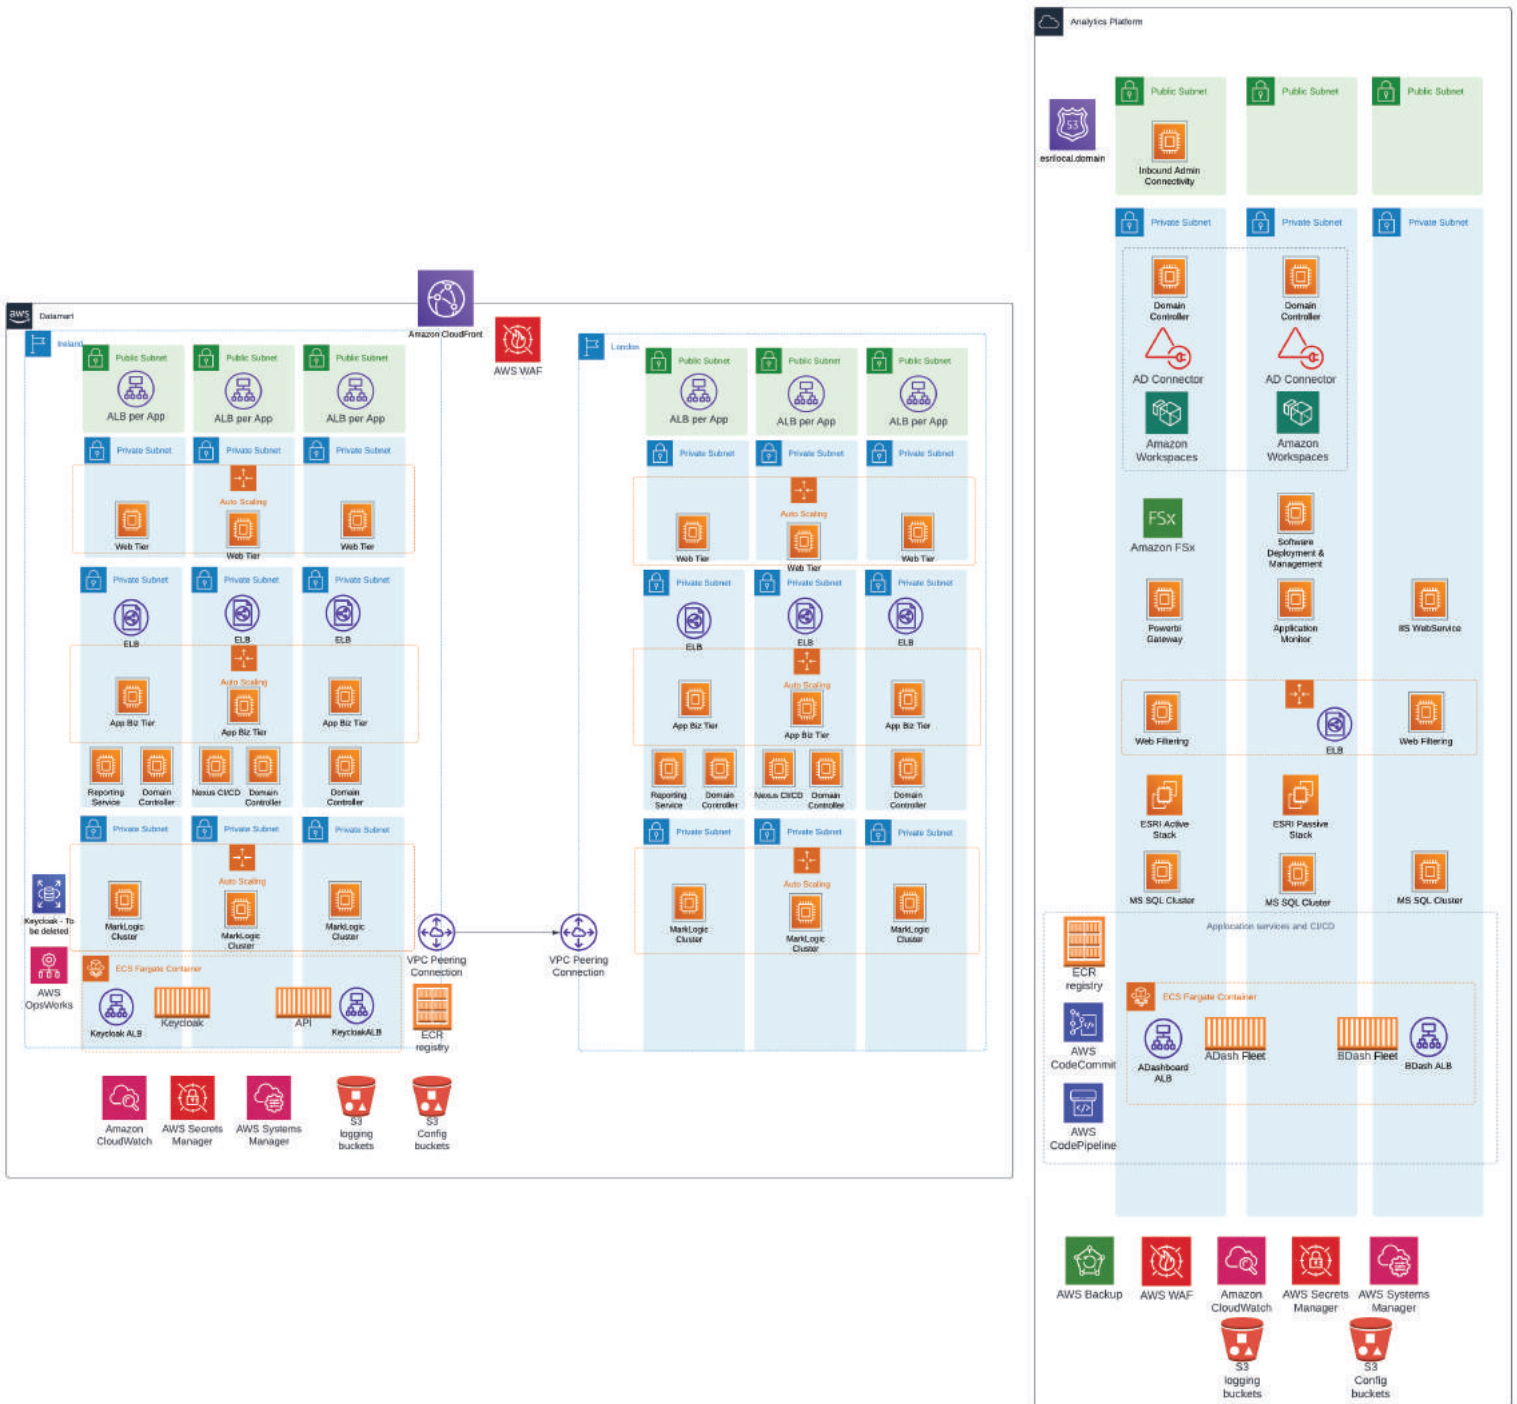 Analytics Platform
Public Subnet
Public Subnet
Public Subnet
53
esrilocal.domain
Inbound Admin
Connectivity
Private Subnet
Private Subnet
Private Subnet
Domain
Controller
Domain
Controller
AD Connector
AD Connector
Amazon
Workspaces
Amazon
Workspaces
FSx
Amazon FSx
Software
Deployment &
Management
Powerbi
Gateway
Application
Monitor
IIS WebService
Web Filtering
ELB
Web Filtering
ESRI Active
Stack
ESRI Passive
Stack
MS SQL Cluster
MS SQL Cluster
MS SQL Cluster
Application services and CI/CD
ECR
registry
ECS Fargate Container
AWS
CodeCommit
ADashboard
ALB
ADash Fleet
BDash Fleet
BDash ALB
AWS
CodePipeline
AWS Backup
AWS WAF
Amazon
CloudWatch
AWS Secrets
Manager
AWS Systems
Manager
S3
logging
buckets
S3
Config
buckets
aws
Datamart
Amazon CloudFront
AWS WAF
Ireland
Public Subnet
Public Subnet
Public Subnet
ALB per App
ALB per App
ALB per App
Private Subnet
Private Subnet
Private Subnet
Auto Scaling
Web Tier
Web Tier
Web Tier
Private Subnet
Private Subnet
Private Subnet
ELB
ELB
ELB
Auto Scaling
App Biz Tier
App Biz Tier
App Biz Tier
Reporting
Service
Domain
Controller
Nexus CI/CD
Domain
Controller
Domain
Controller
Private Subnet
Private Subnet
Private Subnet
Auto Scaling
Keycloak - To
be deleted
MarkLogic
Cluster
MarkLogic
Cluster
MarkLogic
Cluster
AWS
OpsWorks
ECS Fargate Container
Keycloak ALB
Keycloak
API
KeycloakALB
VPC Peering
Connection
VPC Peering
Connection
ECR
registry
Amazon
CloudWatch
AWS Secrets
Manager
AWS Systems
Manager
S3
logging
buckets
S3
Config
buckets
London
Public Subnet
Public Subnet
Public Subnet
ALB per App
ALB per App
ALB per App
Private Subnet
Private Subnet
Private Subnet
Auto Scaling
Web Tier
Web Tier
Web Tier
Private Subnet
Private Subnet
Private Subnet
ELB
ELB
ELB
Auto Scaling
App Biz Tier
App Biz Tier
App Biz Tier
Reporting
Service
Domain
Controller
Nexus CI/CD
Domain
Controller
Domain
Controller
Private Subnet
Private Subnet
Private Subnet
Auto Scaling
MarkLogic
Cluster
MarkLogic
Cluster
MarkLogic
Cluster